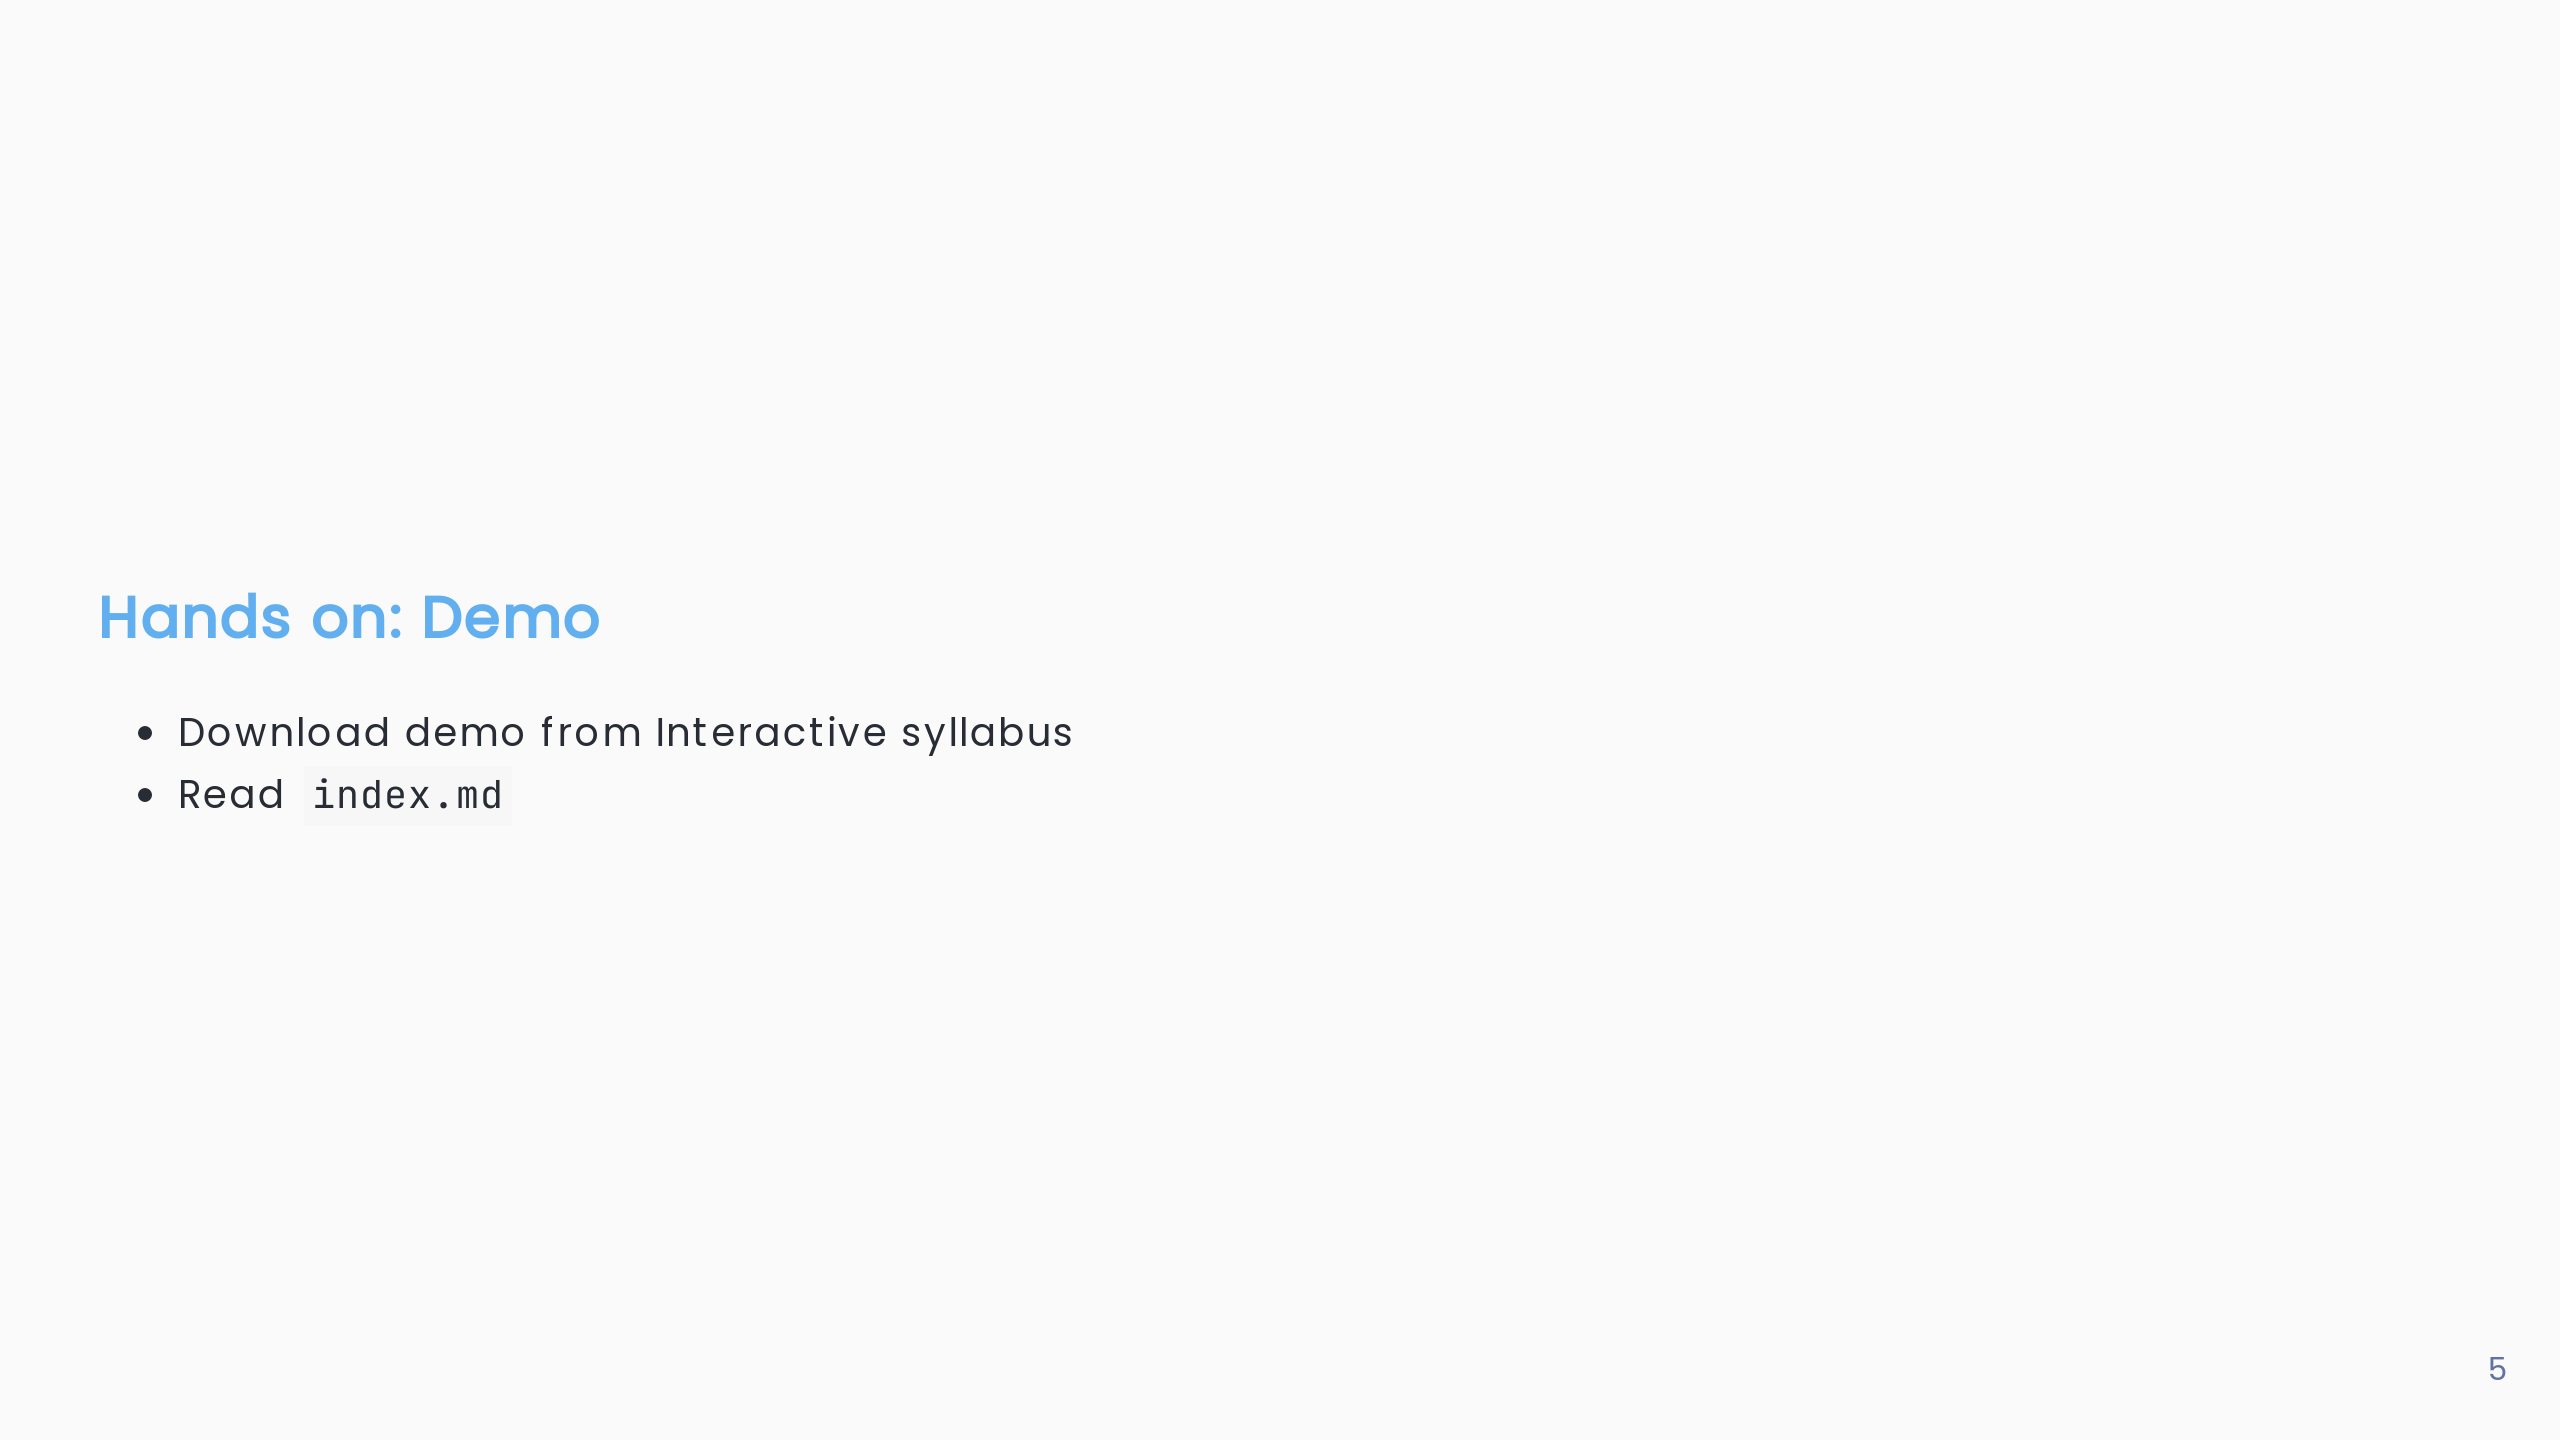 Hands on: Demo
Download demo from Interactive syllabus
Read index.md
5